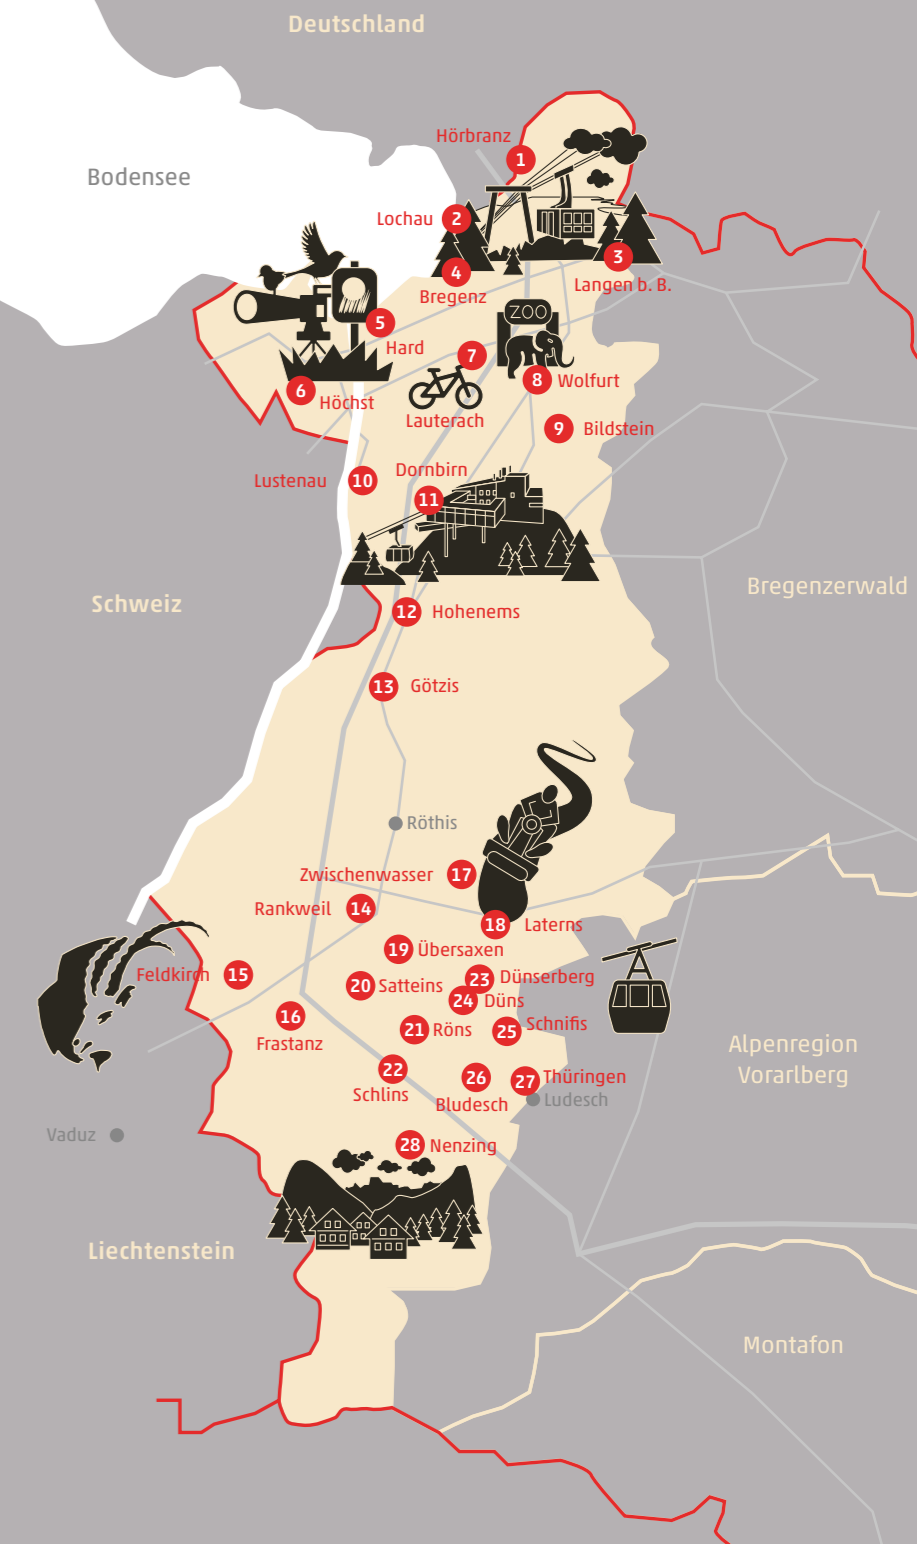 Deutschland
Hörbranz
1
Bodensee
Lochau 2
3
4
Langen b. B.
Bregenz
ZOO
5
Hard
7
8 Wolfurt
6
Höchst
Lauterach
9 Bildstein
Dornbirn
Lustenau 10
11
Bregenzerwald
Schweiz
12 Hohenems
13 Götzis
Röthis
Zwischenwasser 17
Rankweil 14
18 Laterns
19 Übersaxen
Feldkirch 15
23 Dünserberg
20 Satteins
24 Düns
16
Frastanz
21 Röns
25 Schnifis
Alpenregion
Vorarlberg
22
Schlins
26
Bludesch
27 Thüringen
Ludesch
Vaduz
28 Nenzing
Liechtenstein
Montafon